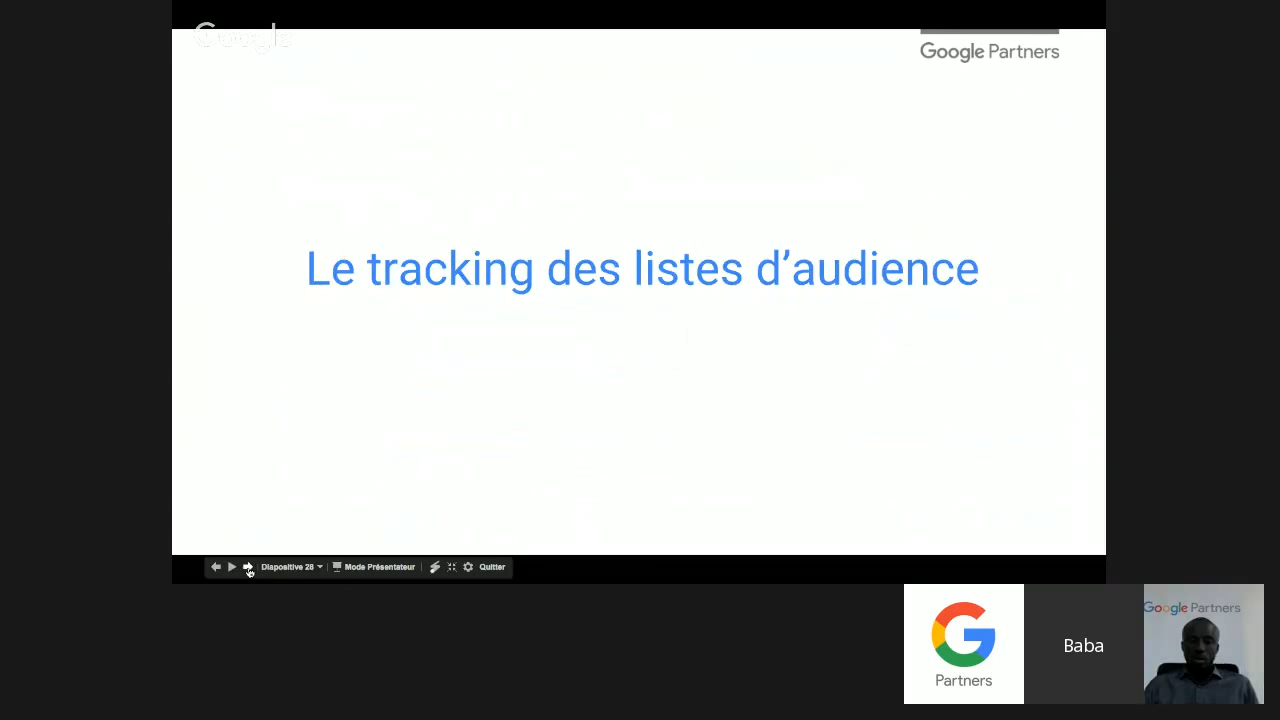 Google
Google Partners
Le tracking des listes d’audience
Diapositive 28
Mode Présentateur
Quitter
Partners
Baba
Google Partners